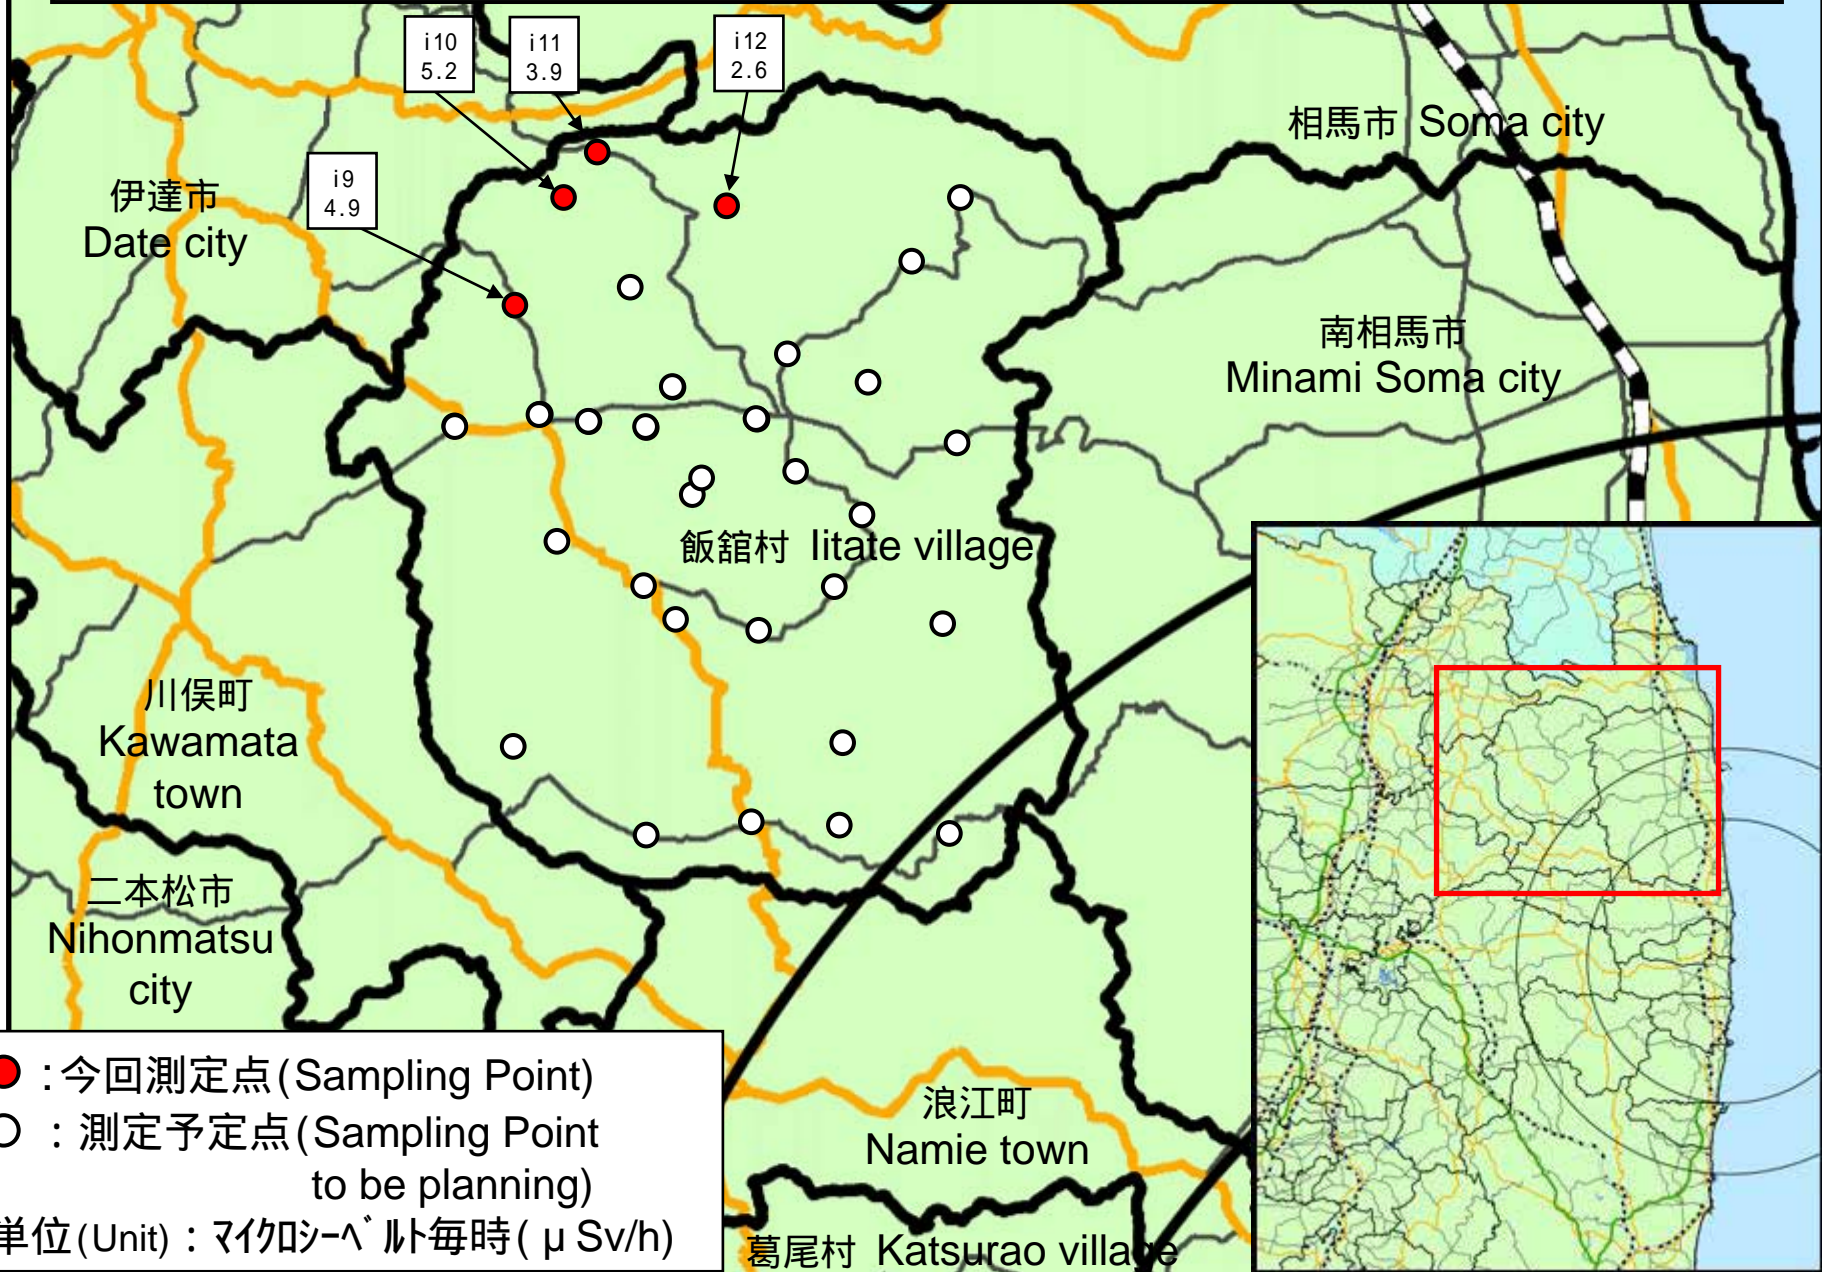 i10
5.2
i11
3.9
i12
2.6
i9
4.9
相馬市 Soma city
伊達市
Date city
南相馬市
Minami Soma city
飯舘村 Iitate village
川俣町
Kawamata
town
二本松市
Nihonmatsu
city
浪江町
Namie town
葛尾村 Katsurao village
:今回測定点(Sampling Point)
:測定予定点(Sampling Point
to be planning)
単位(Unit):マイクロシーベルト毎時(μSv/h)